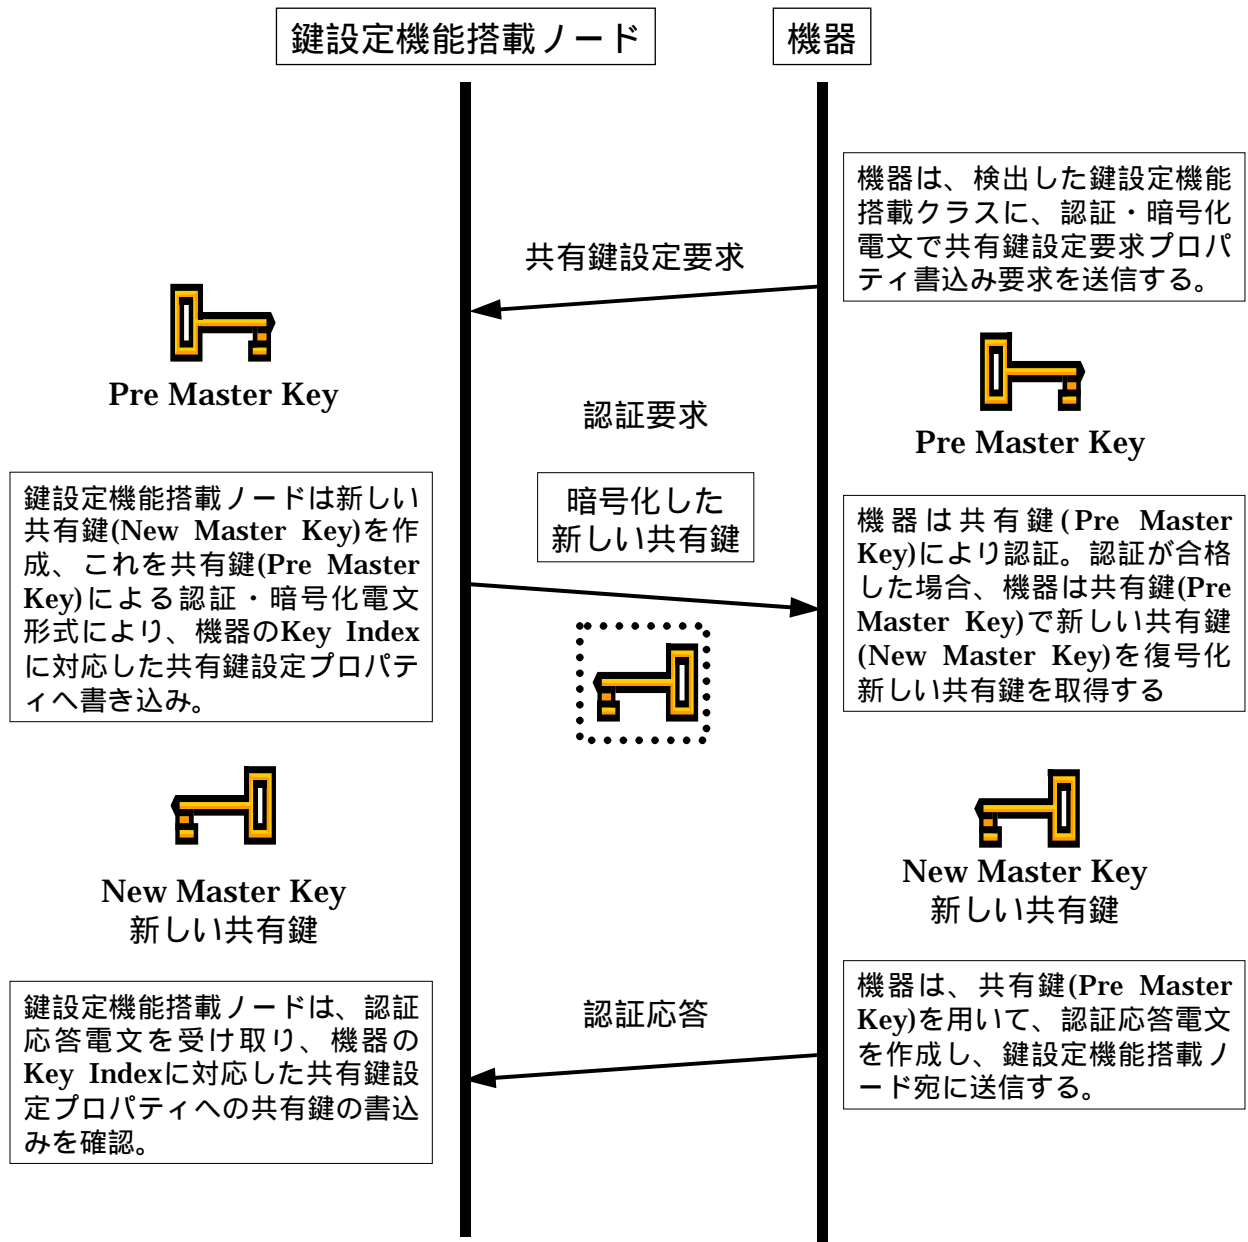 鍵設定機能搭載ノード
機器
機器は、検出した鍵設定機能
搭載クラスに、認証・暗号化
電文で共有鍵設定要求プロパ
ティ書込み要求を送信する。
共有鍵設定要求
Pre Master Key
認証要求
Pre Master Key
鍵設定機能搭載ノードは新しい
共有鍵(New Master Key)を作
成、これを共有鍵(Pre Master
Key)による認証・暗号化電文
形式により、機器のKey Index
に対応した共有鍵設定プロパテ
ィへ書き込み。
暗号化した
新しい共有鍵
機器は共有鍵(Pre Master
Key)により認証。認証が合格
した場合、機器は共有鍵(Pre
Master Key)で新しい共有鍵
(New Master Key)を復号化
新しい共有鍵を取得する
New Master Key
新しい共有鍵
New Master Key
新しい共有鍵
鍵設定機能搭載ノードは、認証
応答電文を受け取り、機器の
Key Indexに対応した共有鍵設
定プロパティへの共有鍵の書込
みを確認。
認証応答
機器は、共有鍵(Pre Master
Key)を用いて、認証応答電文
を作成し、鍵設定機能搭載ノ
ード宛に送信する。